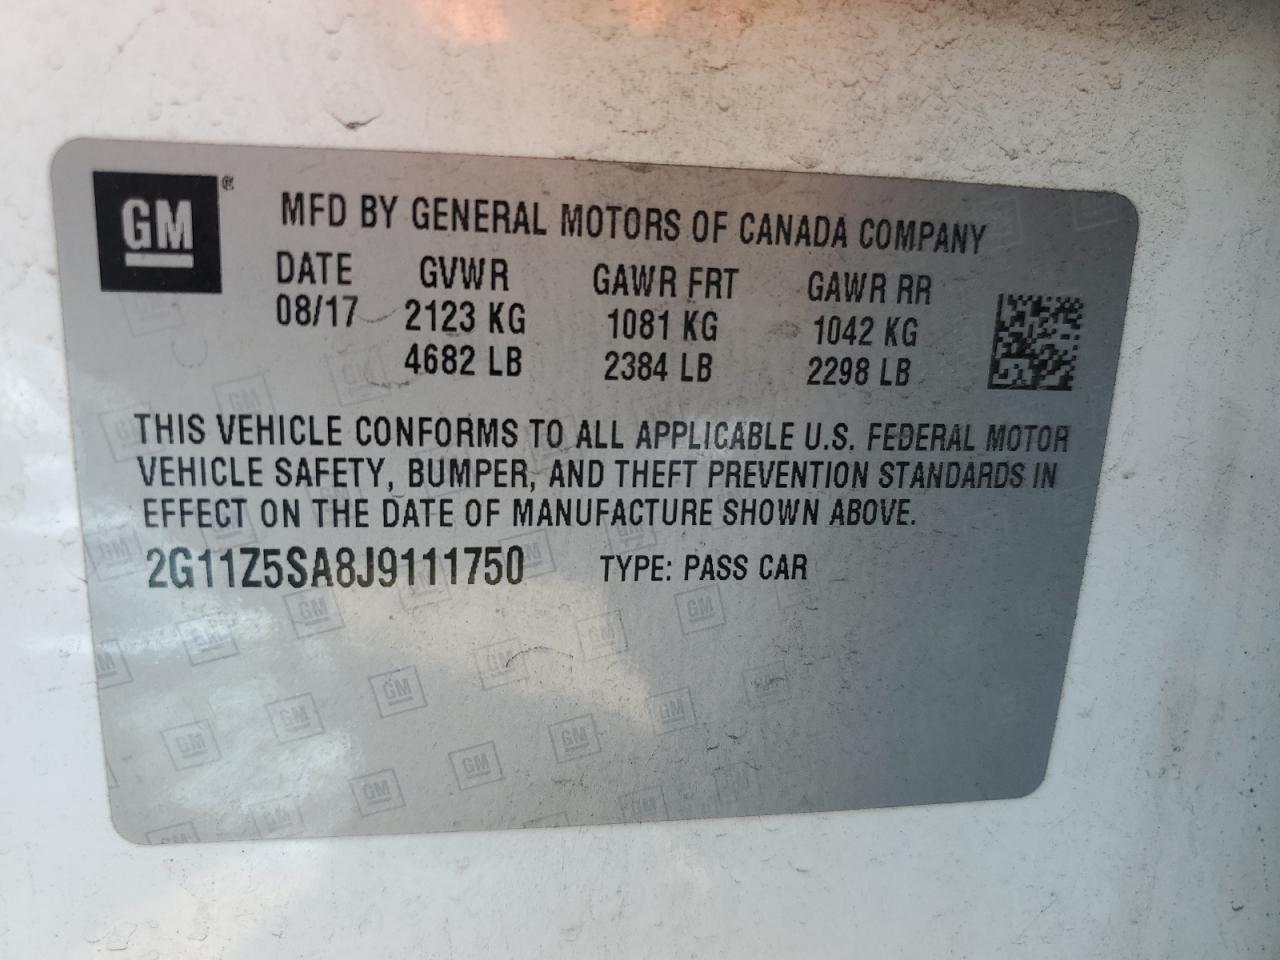 GM®
MFD BY GENERAL MOTORS OF CANADA COMPANY
DATE GVWR GAWR FRT GAWR RR
08/17 2123 KG 1081 KG 1042 KG
4682 LB 2384 LB 2298 LB
THIS VEHICLE CONFORMS TO ALL APPLICABLE U.S. FEDERAL MOTOR
VEHICLE SAFETY, BUMPER, AND THEFT PREVENTION STANDARDS IN
EFFECT ON THE DATE OF MANUFACTURE SHOWN ABOVE.
2G11Z5SA8J9111750 TYPE: PASS CAR